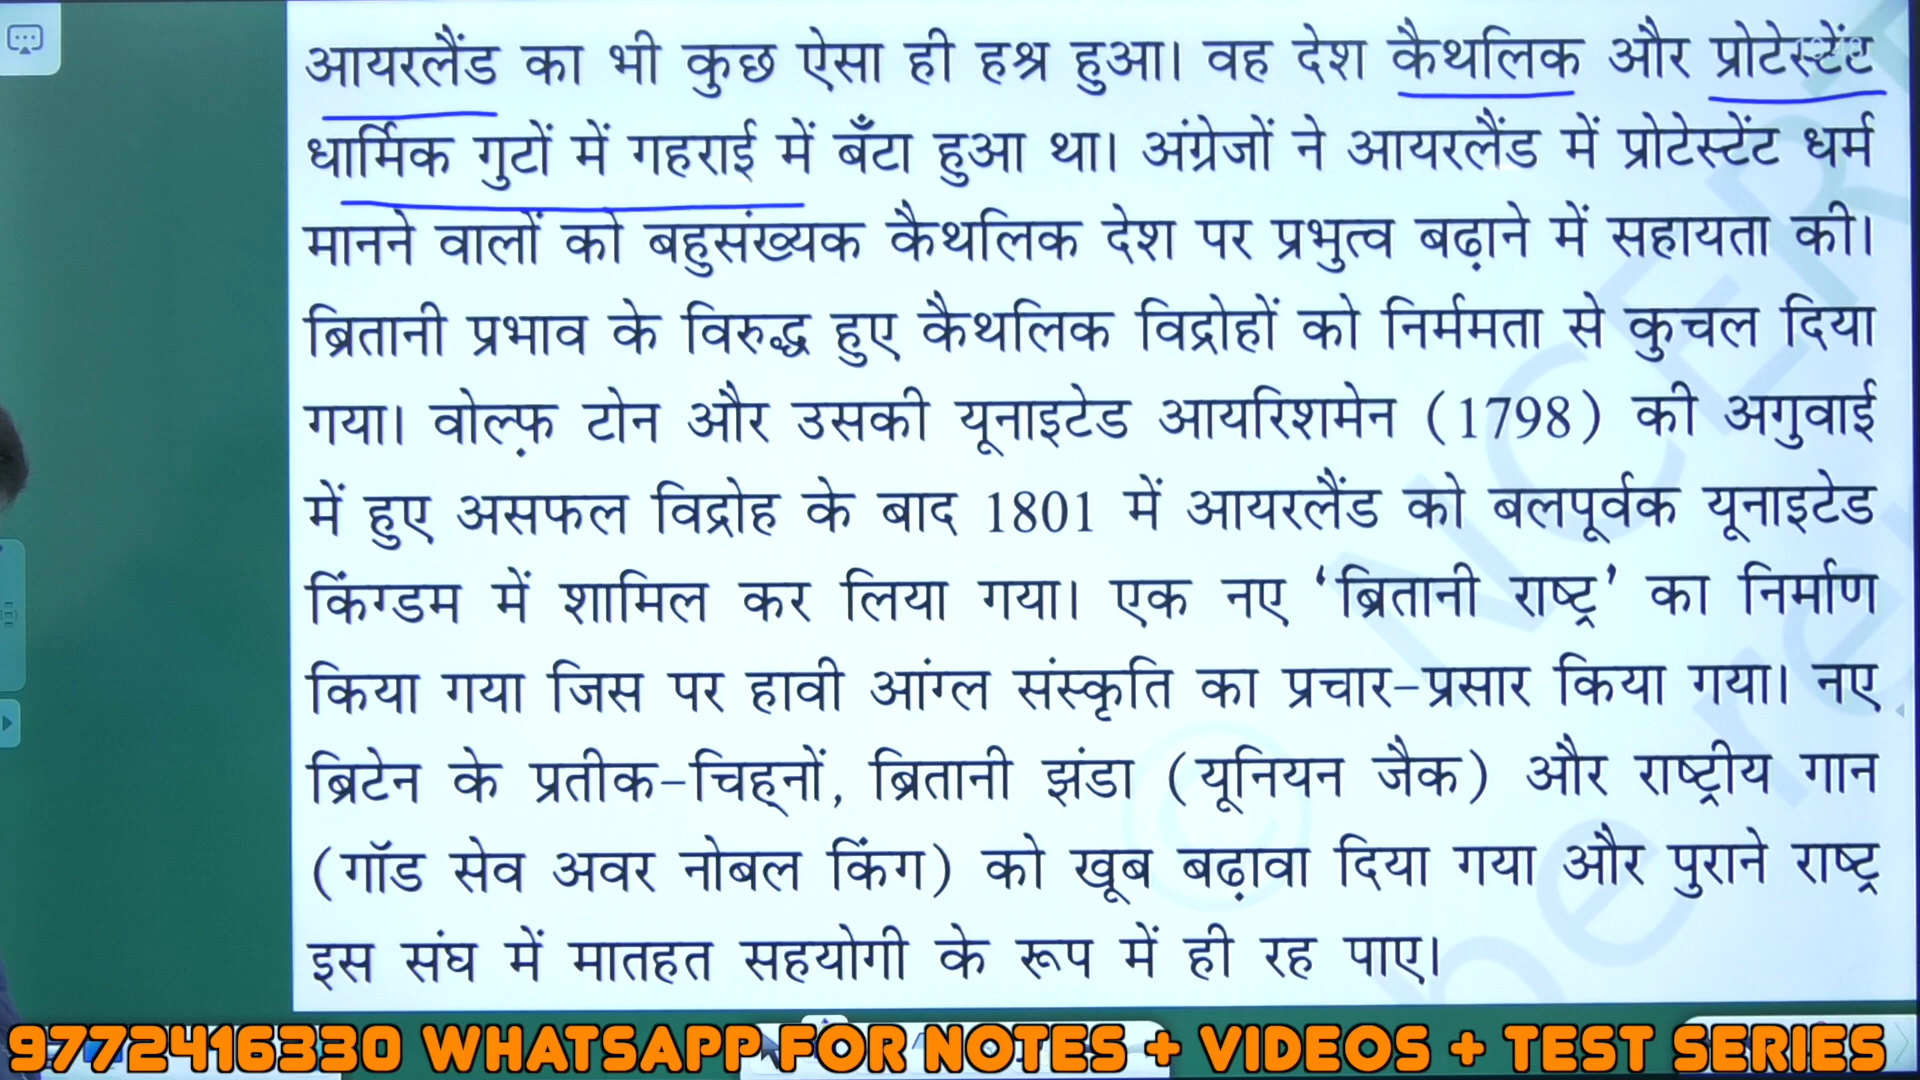 आयरलैंड का भी कुछ ऐसा ही हश्र हुआ। वह देश कैथलिक और प्रोटेस्टेंट
धार्मिक गुटों में गहराई में बँटा हुआ था। अंग्रेजों ने आयरलैंड में प्रोटेस्टेंट धर्म
मानने वालों को बहुसंख्यक कैथलिक देश पर प्रभुत्व बढ़ाने में सहायता की।
ब्रितानी प्रभाव के विरुद्ध हुए कैथलिक विद्रोहों को निर्ममता से कुचल दिया
गया। वोल्फ़ टोन और उसकी यूनाइटेड आयरिशमेन (1798) की अगुवाई
में हुए असफल विद्रोह के बाद 1801 में आयरलैंड को बलपूर्वक यूनाइटेड
किंग्डम में शामिल कर लिया गया। एक नए ‘ब्रितानी राष्ट्र’ का निर्माण
किया गया जिस पर हावी आंग्ल संस्कृति का प्रचार-प्रसार किया गया। नए
ब्रिटेन के प्रतीक-चिह्नों, ब्रितानी झंडा (यूनियन जैक) और राष्ट्रीय गान
(गॉड सेव अवर नोबल किंग) को खूब बढ़ावा दिया गया और पुराने राष्ट्र
इस संघ में मातहत सहयोगी के रूप में ही रह पाए।
9772416330 WHATSAPP FOR NOTES + VIDEOS + TEST SERIES